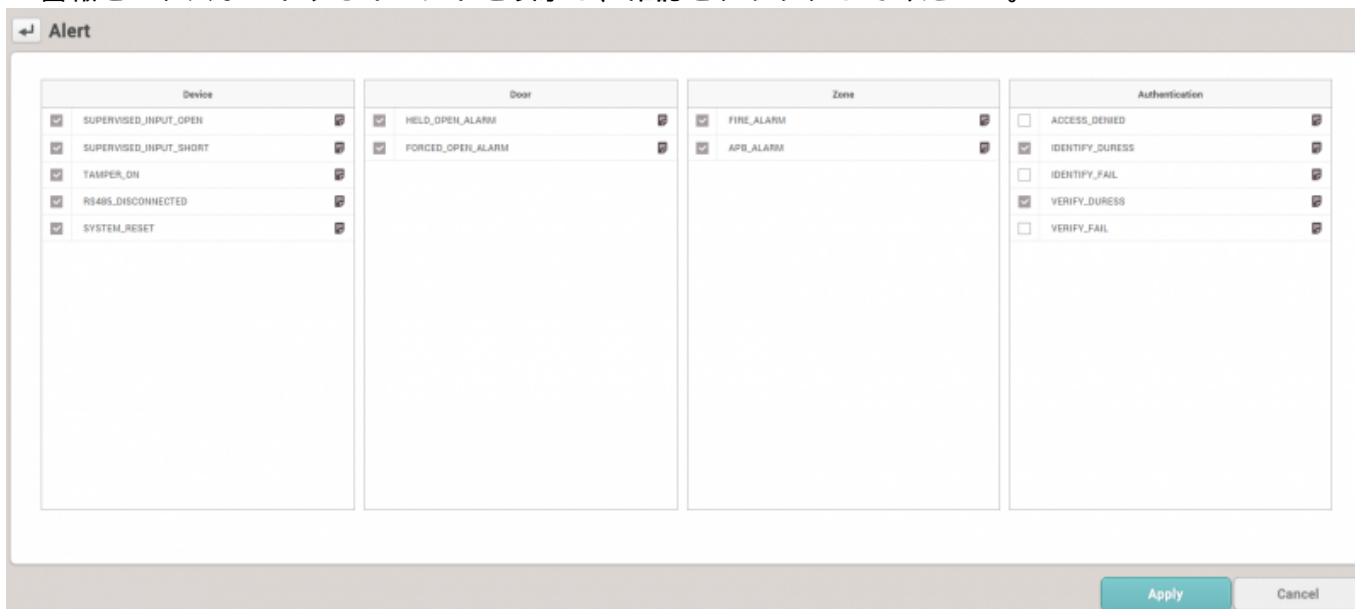 Alert
Device
SUPERVISED_INPUT_OPEN
SUPERVISED_INPUT_SHORT
TAMPER_ON
RS485_DISCONNECTED
SYSTEM_RESET
Door
HELD_OPEN_ALARM
FORCED_OPEN_ALARM
Zone
FIRE_ALARM
APB_ALARM
Authentication
ACCESS_DENIED
IDENTIFY_DURESS
IDENTIFY_FAIL
VERIFY_DURESS
VERIFY_FAIL
Apply
Cancel